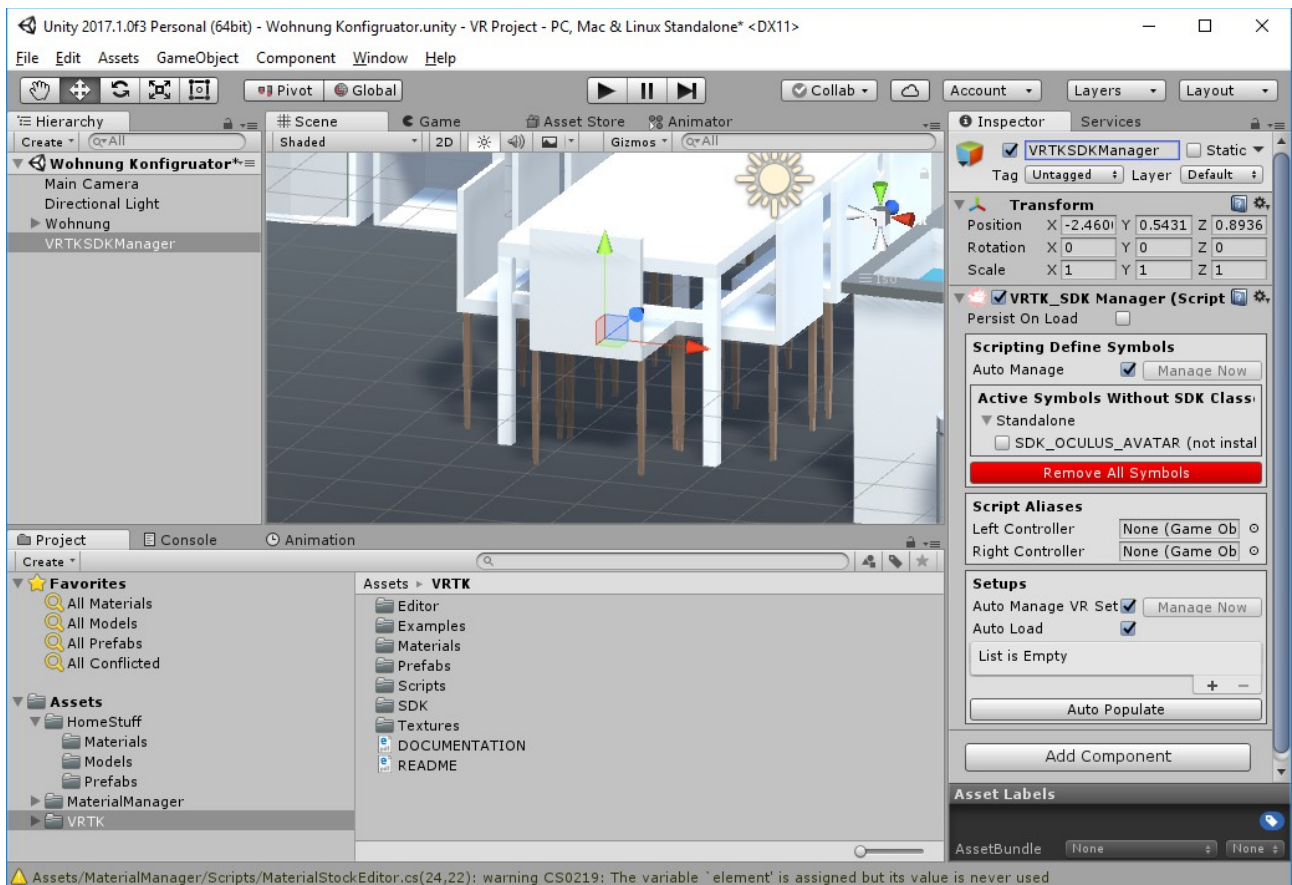 Unity 2017.1.0f3 Personal (64bit) - Wohnung Konfigruator.unity - VR Project - PC, Mac & Linux Standalone* <DX11>
File Edit Assets GameObject Component Window Help
Pivot Global Collab Account Layers Layout
Hierarchy
Create All
Wohnung Konfigruator*
Main Camera
Directional Light
Wohnung
VRTKSDKManager
Scene Game Asset Store Animator
Shaded 2D Gizmos All
Iso
Inspector Services
VRTKSDKManager Static
Tag Untagged Layer Default
Transform
Position X -2.460 Y 0.5431 Z 0.8936
Rotation X 0 Y 0 Z 0
Scale X 1 Y 1 Z 1
VRTK_SDK Manager (Script
Persist On Load
Scripting Define Symbols
Auto Manage Manage Now
Active Symbols Without SDK Class
Standalone
SDK_OCULUS_AVATAR (not instal
Remove All Symbols
Script Aliases
Left Controller None (Game Ob
Right Controller None (Game Ob
Setups
Auto Manage VR Set Manage Now
Auto Load
List is Empty
+ −
Auto Populate
Add Component
Asset Labels
AssetBundle None None
Project Console Animation
Create
Favorites
All Materials
All Models
All Prefabs
All Conflicted
Assets
HomeStuff
Materials
Models
Prefabs
MaterialManager
VRTK
Assets ▸ VRTK
Editor
Examples
Materials
Prefabs
Scripts
SDK
Textures
DOCUMENTATION
README
Assets/MaterialManager/Scripts/MaterialStockEditor.cs(24,22): warning CS0219: The variable `element' is assigned but its value is never used